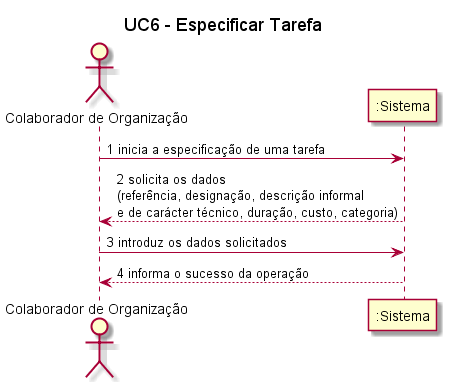 UC6 - Especificar Tarefa
Colaborador de Organização
:Sistema
1 inicia a especificação de uma tarefa
2 solicita os dados
(referência, designação, descrição informal
e de carácter técnico, duração, custo, categoria)
3 introduz os dados solicitados
4 informa o sucesso da operação
Colaborador de Organização
:Sistema